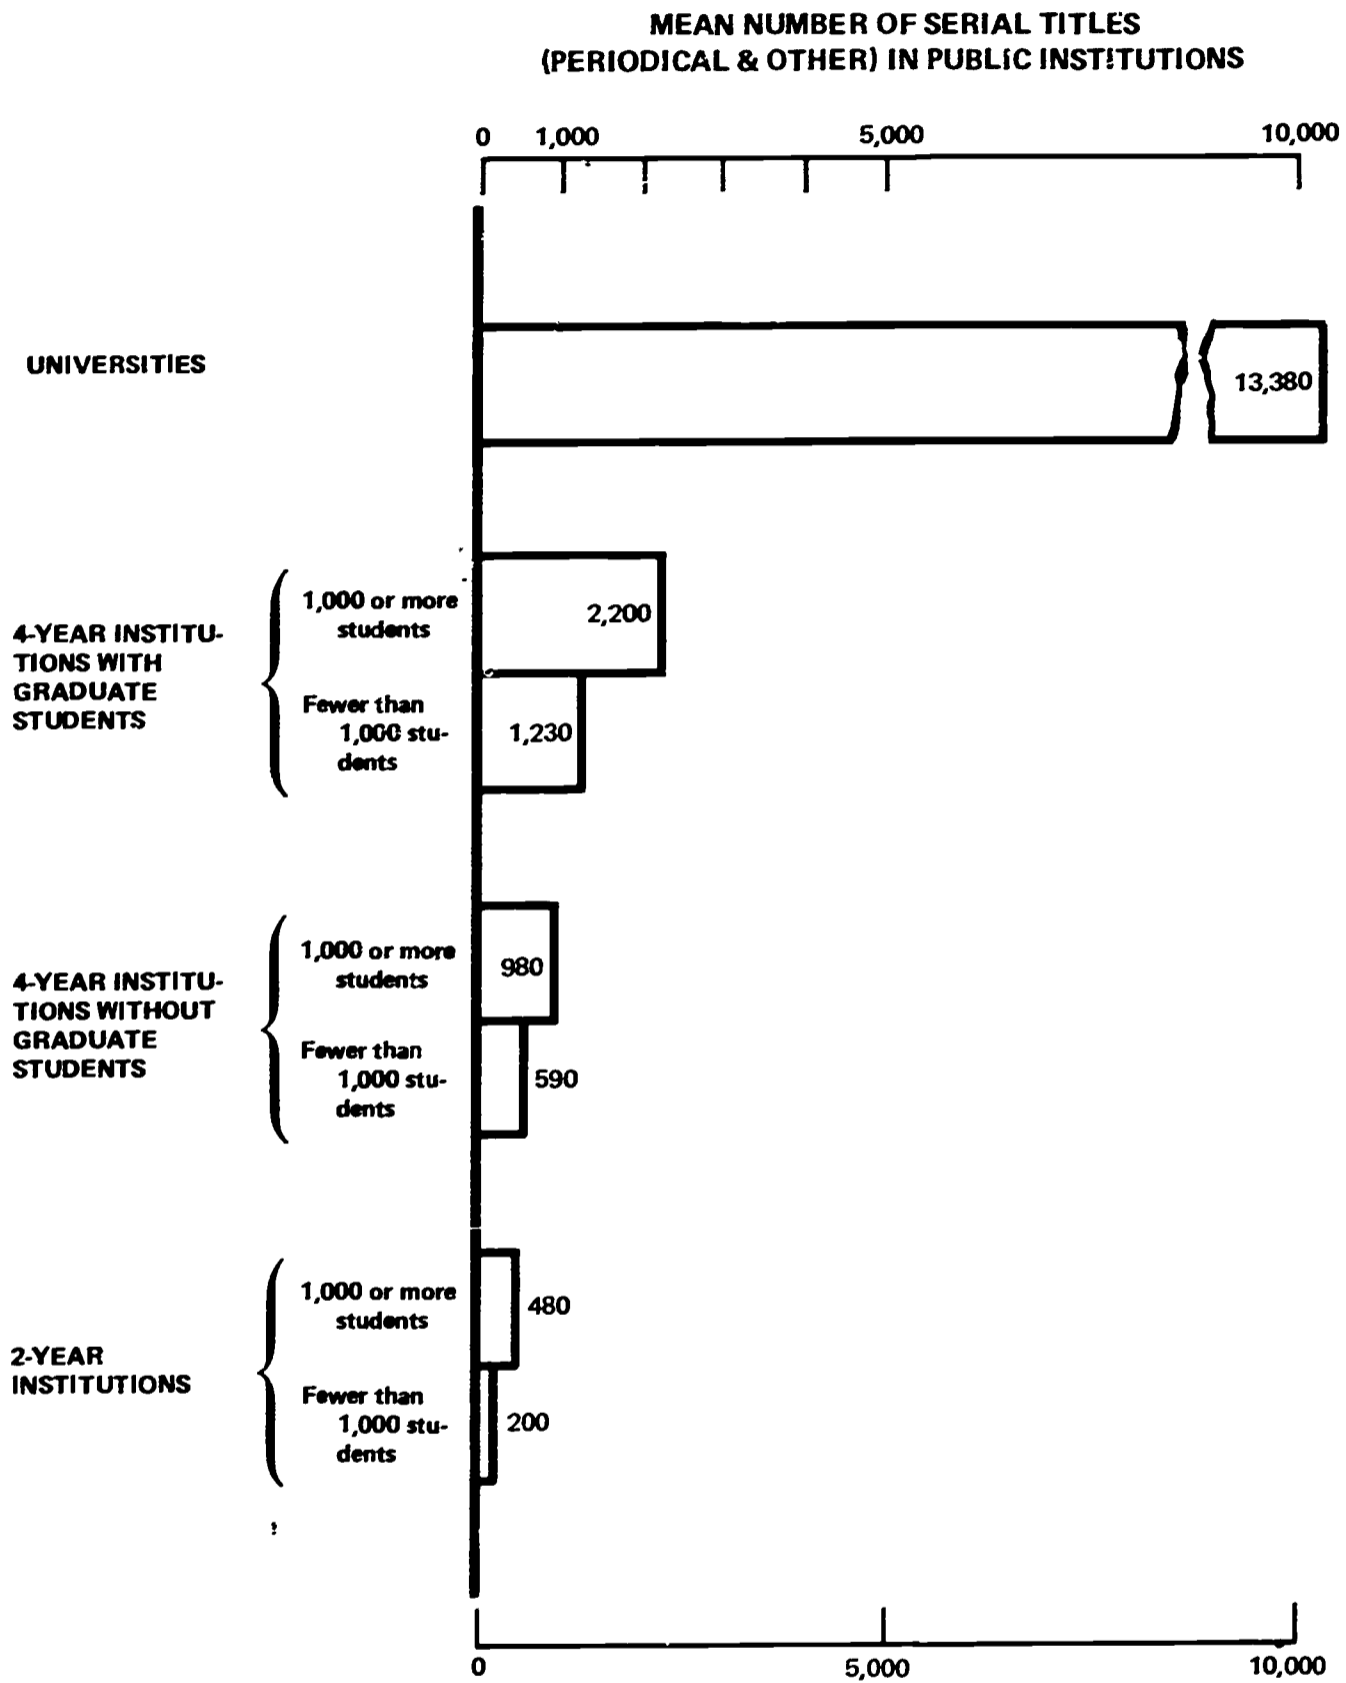 MEAN NUMBER OF SERIAL TITLES
(PERIODICAL & OTHER) IN PUBLIC INSTITUTIONS
0 1,000 5,000 10,000
UNIVERSITIES
13,380
4-YEAR INSTITU-
TIONS WITH
GRADUATE
STUDENTS
1,000 or more
students
2,200
Fewer than
1,000 stu-
dents
1,230
4-YEAR INSTITU-
TIONS WITHOUT
GRADUATE
STUDENTS
1,000 or more
students
980
Fewer than
1,000 stu-
dents
590
2-YEAR
INSTITUTIONS
1,000 or more
students
480
Fewer than
1,000 stu-
dents
200
0 5,000 10,000